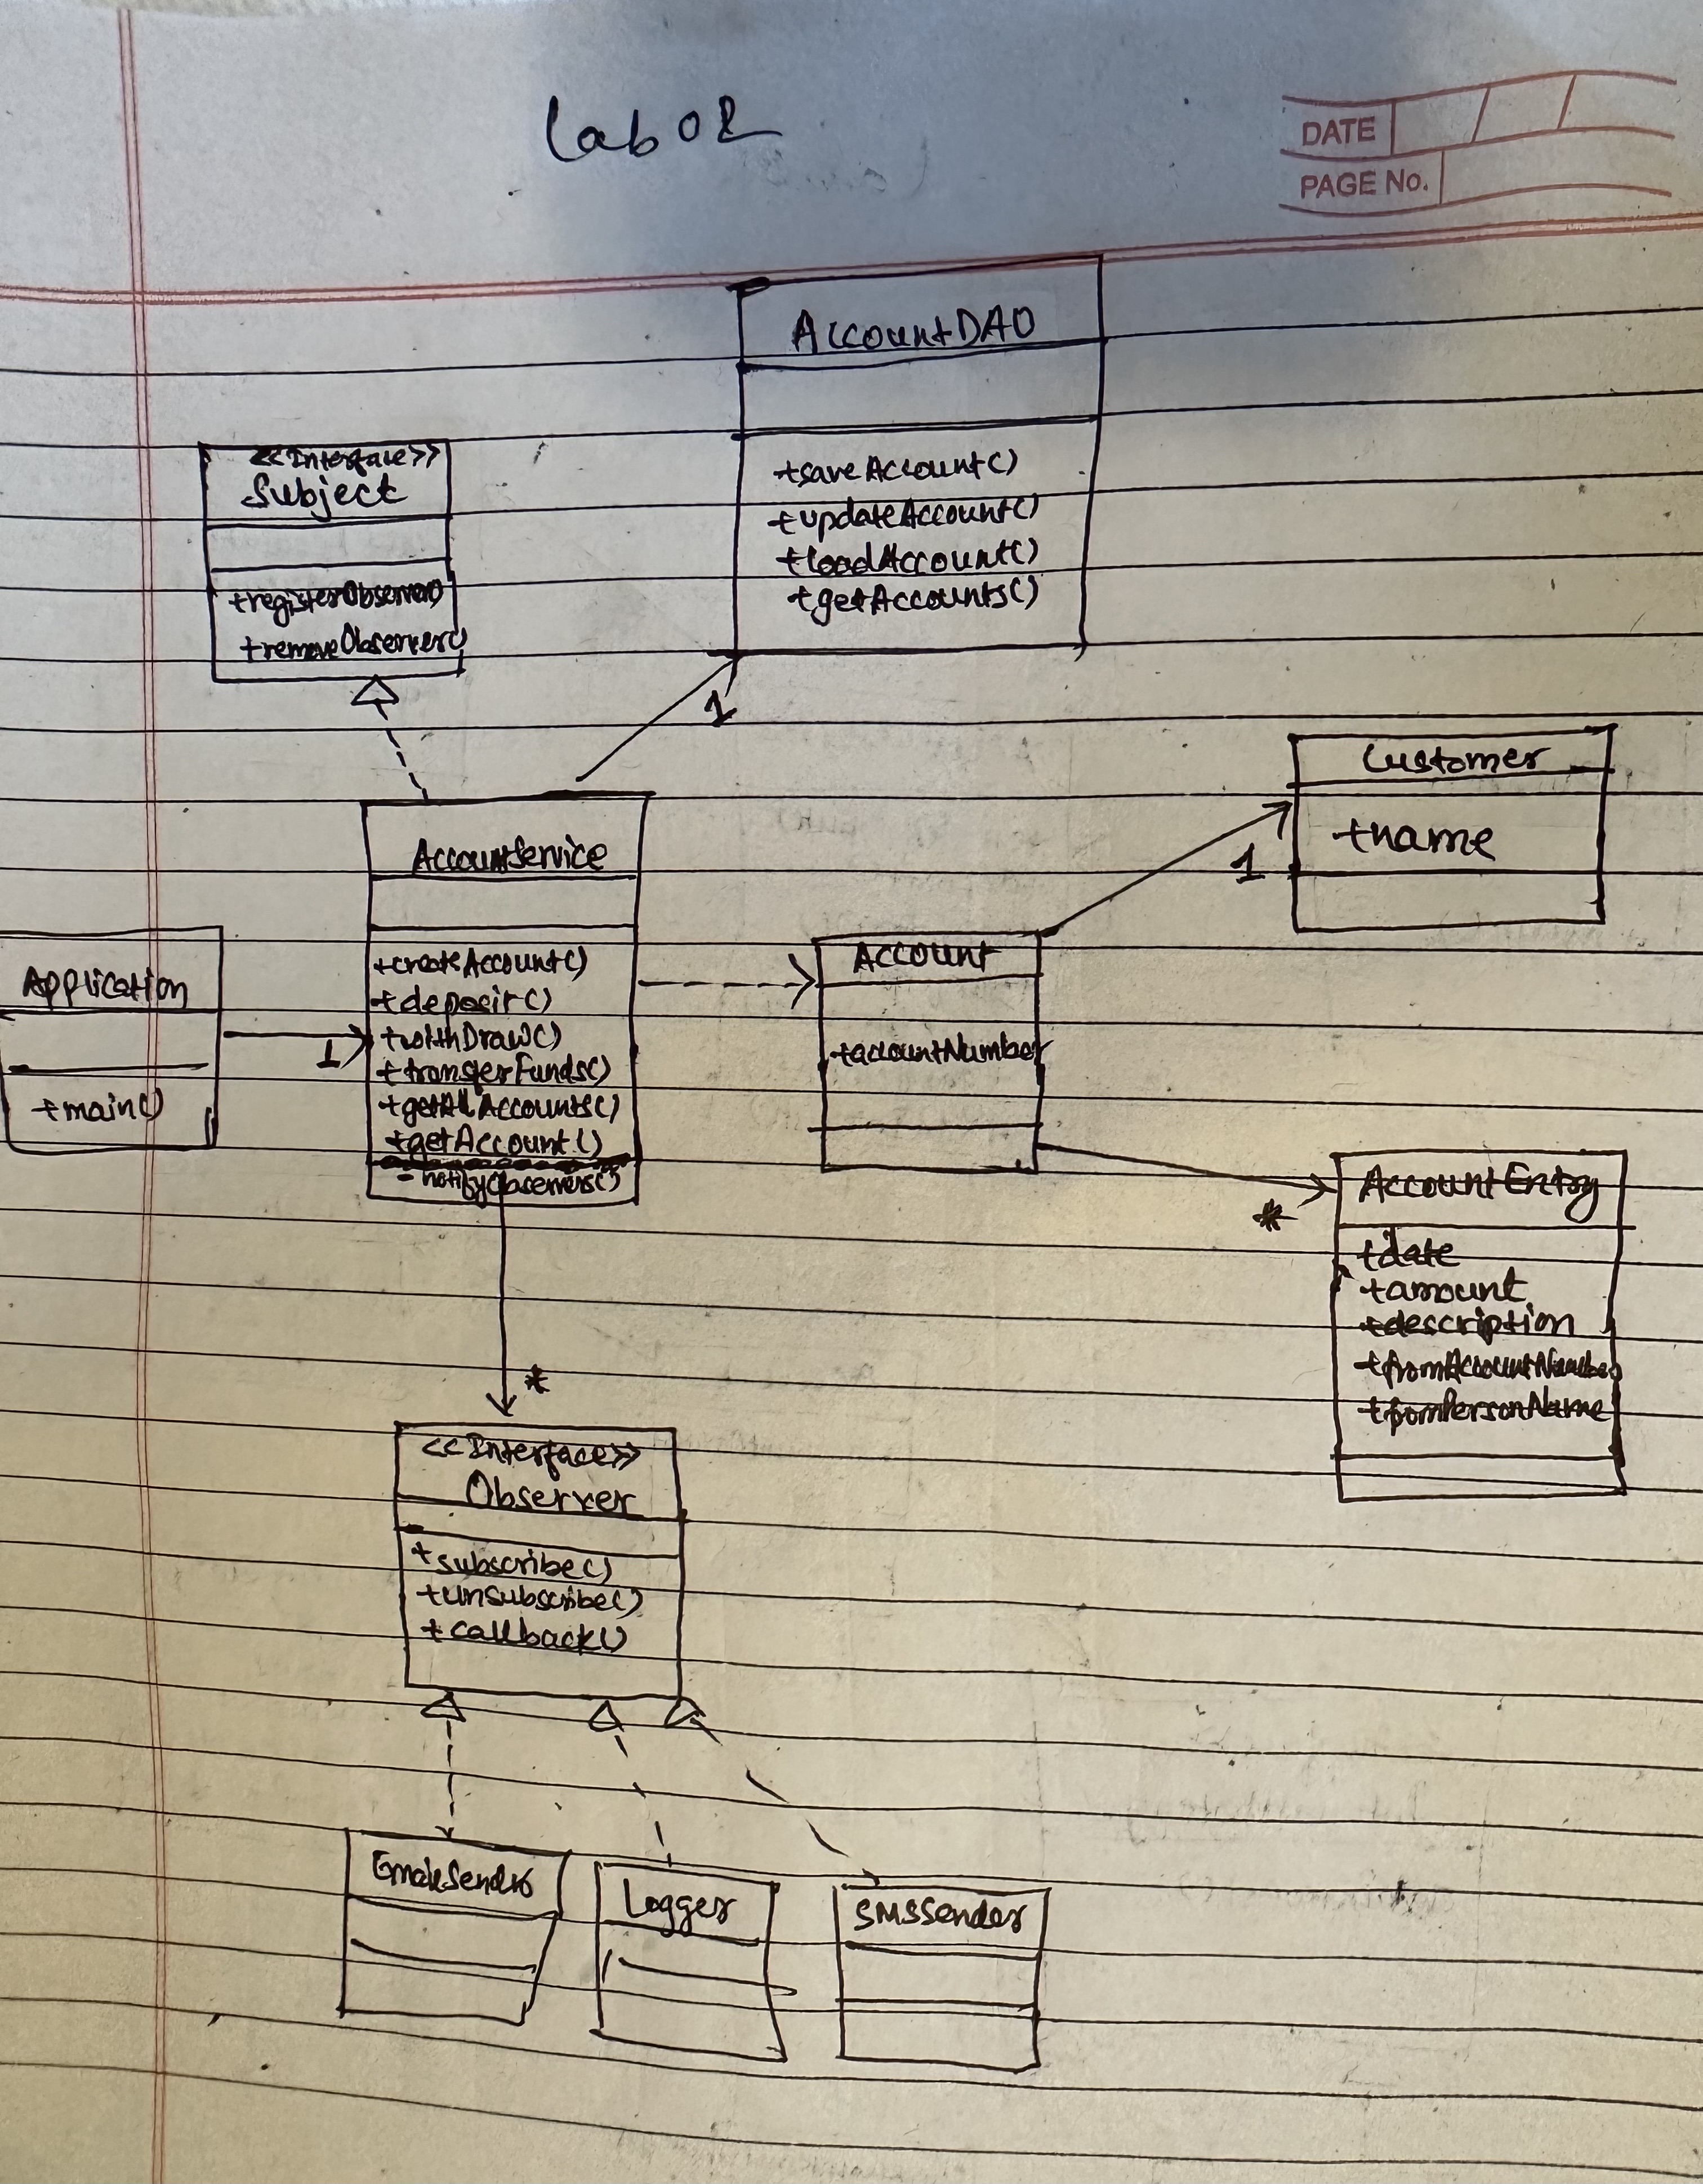 Lab 02
DATE
PAGE No.
AccountDAO
+saveAccount()
+updateAccount()
+loadAccount()
+getAccounts()
<<Interface>>
Subject
+registerObserver()
+removeObserver()
1
Customer
+name
1
AccountService
+createAccount()
+deposit()
+withDraw()
+transferFunds()
+getAllAccounts()
+getAccount()
- notifyObservers()
Application
+main()
1
Account
+accountNumber
*
AccountEntry
+date
+amount
+description
+fromAccountNumber
+fromPersonName
*
<<Interface>>
Observer
+subscribe()
+unsubscribe()
+callback()
EmailSender
Logger
SMSSender